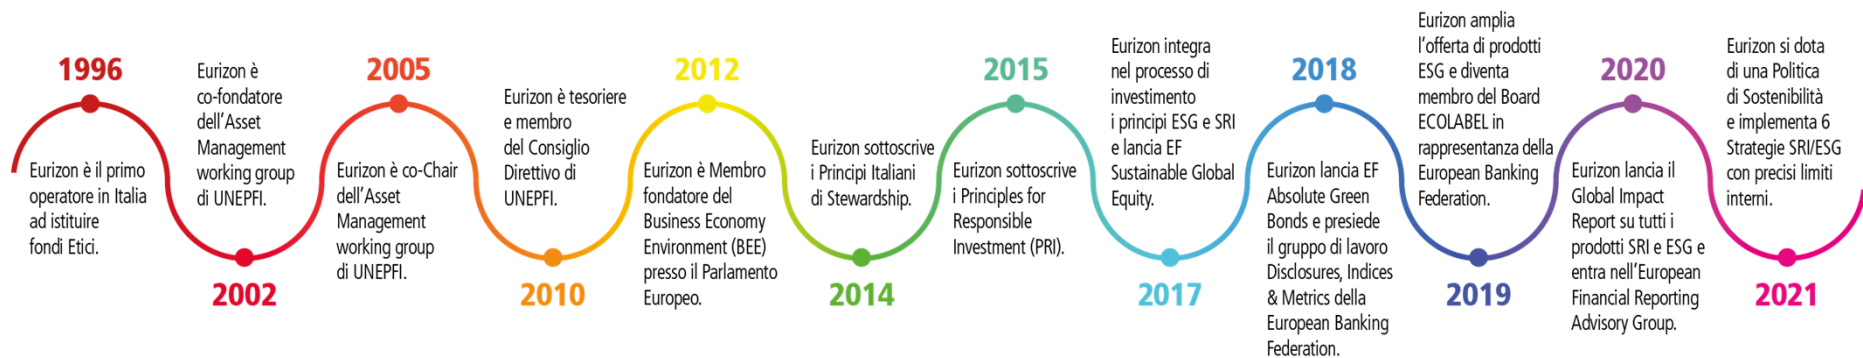 1996
Eurizon è il primo
operatore in Italia
ad istituire
fondi Etici.
Eurizon è
co-fondatore
dell'Asset
Management
working group
di UNEPFI.
2002
2005
Eurizon è co-Chair
dell'Asset
Management
working group
di UNEPFI.
Eurizon è tesoriere
e membro
del Consiglio
Direttivo di
UNEPFI.
2010
2012
Eurizon è Membro
fondatore del
Business Economy
Environment (BEE)
presso il Parlamento
Europeo.
Eurizon sottoscrive
i Principi Italiani
di Stewardship.
2014
2015
Eurizon sottoscrive
i Principles for
Responsible
Investment (PRI).
Eurizon integra
nel processo di
investimento
i principi ESG e SRI
e lancia EF
Sustainable Global
Equity.
2017
2018
Eurizon lancia EF
Absolute Green
Bonds e presiede
il gruppo di lavoro
Disclosures, Indices
& Metrics della
European Banking
Federation.
Eurizon amplia
l'offerta di prodotti
ESG e diventa
membro del Board
ECOLABEL in
rappresentanza della
European Banking
Federation.
2019
2020
Eurizon lancia il
Global Impact
Report su tutti i
prodotti SRI e ESG e
entra nell'European
Financial Reporting
Advisory Group.
Eurizon si dota
di una Politica
di Sostenibilità
e implementa 6
Strategie SRI/ESG
con precisi limiti
interni.
2021